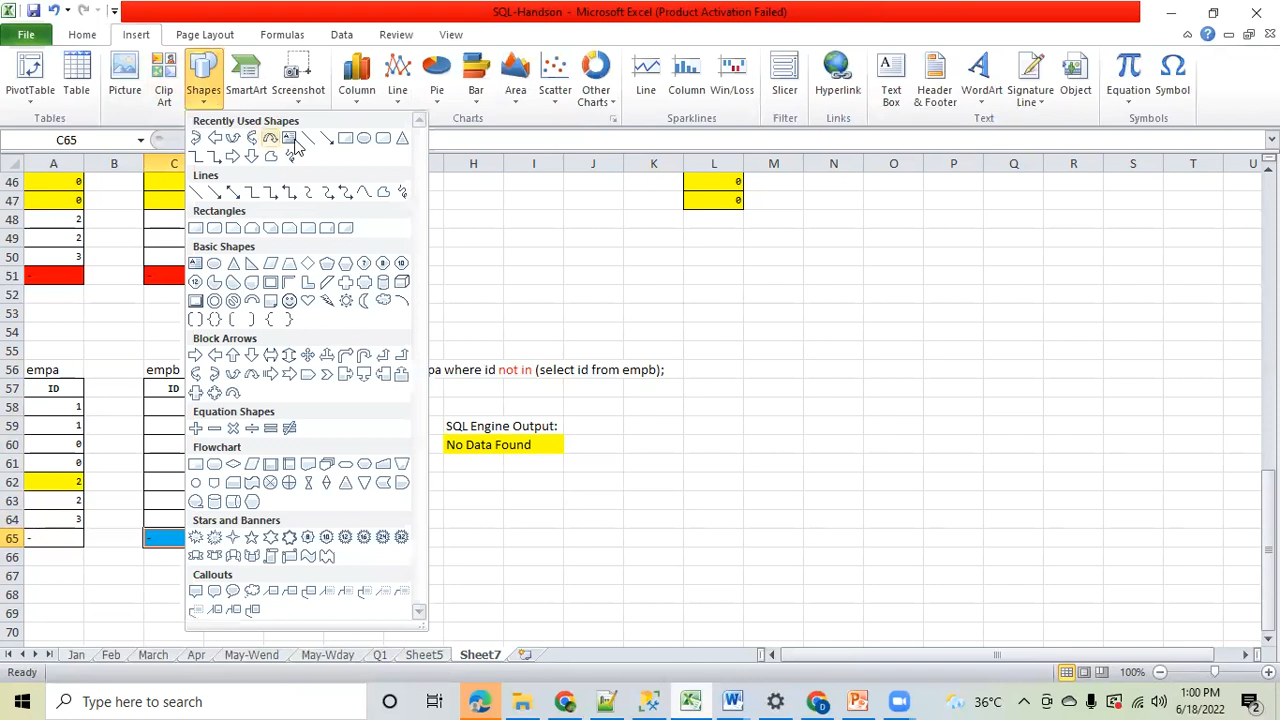 SQL-Handson - Microsoft Excel (Product Activation Failed)
File Home Insert Page Layout Formulas Data Review View
PivotTable Table Picture Clip Art Shapes SmartArt Screenshot Column Line Pie Bar Area Scatter Other Charts Line Column Win/Loss Slicer Hyperlink Text Box Header & Footer WordArt Signature Line Object Equation Symbol
Tables Charts Sparklines Filter Links Text Symbols
C65
Recently Used Shapes
Lines
Rectangles
Basic Shapes
Block Arrows
Equation Shapes
Flowchart
Stars and Banners
Callouts
A B C H I J K L M N O P Q R S T U
46 0 0
47 0 0
48 2
49 2
50 3
51 - -
52
53
54
55
56 empa empb pa where id not in (select id from empb);
57 ID ID
58 1
59 1 SQL Engine Output:
60 0 No Data Found
61 0
62 2
63 2
64 3
65 - -
66
67
68
69
70
Jan Feb March Apr May-Wend May-Wday Q1 Sheet5 Sheet7
Ready 100%
Type here to search 36°C 1:00 PM
6/18/2022 2